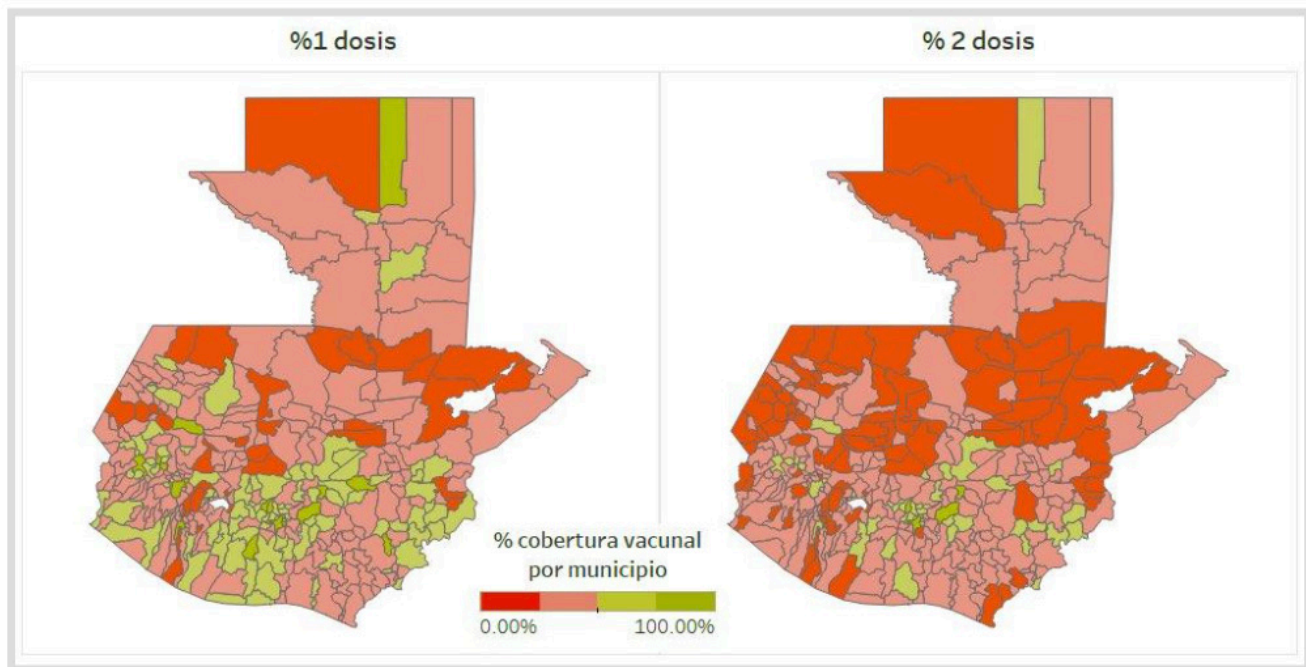 %1 dosis
% 2 dosis
% cobertura vacunal
por municipio
0.00%
100.00%